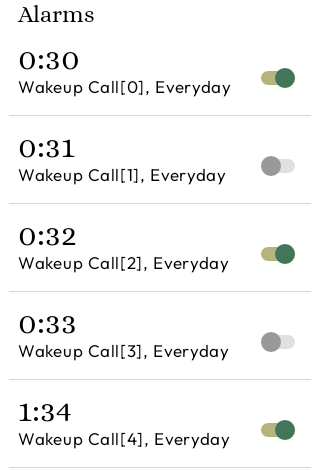 Alarms
0:30
Wakeup Call[0], Everyday
0:31
Wakeup Call[1], Everyday
0:32
Wakeup Call[2], Everyday
0:33
Wakeup Call[3], Everyday
1:34
Wakeup Call[4], Everyday